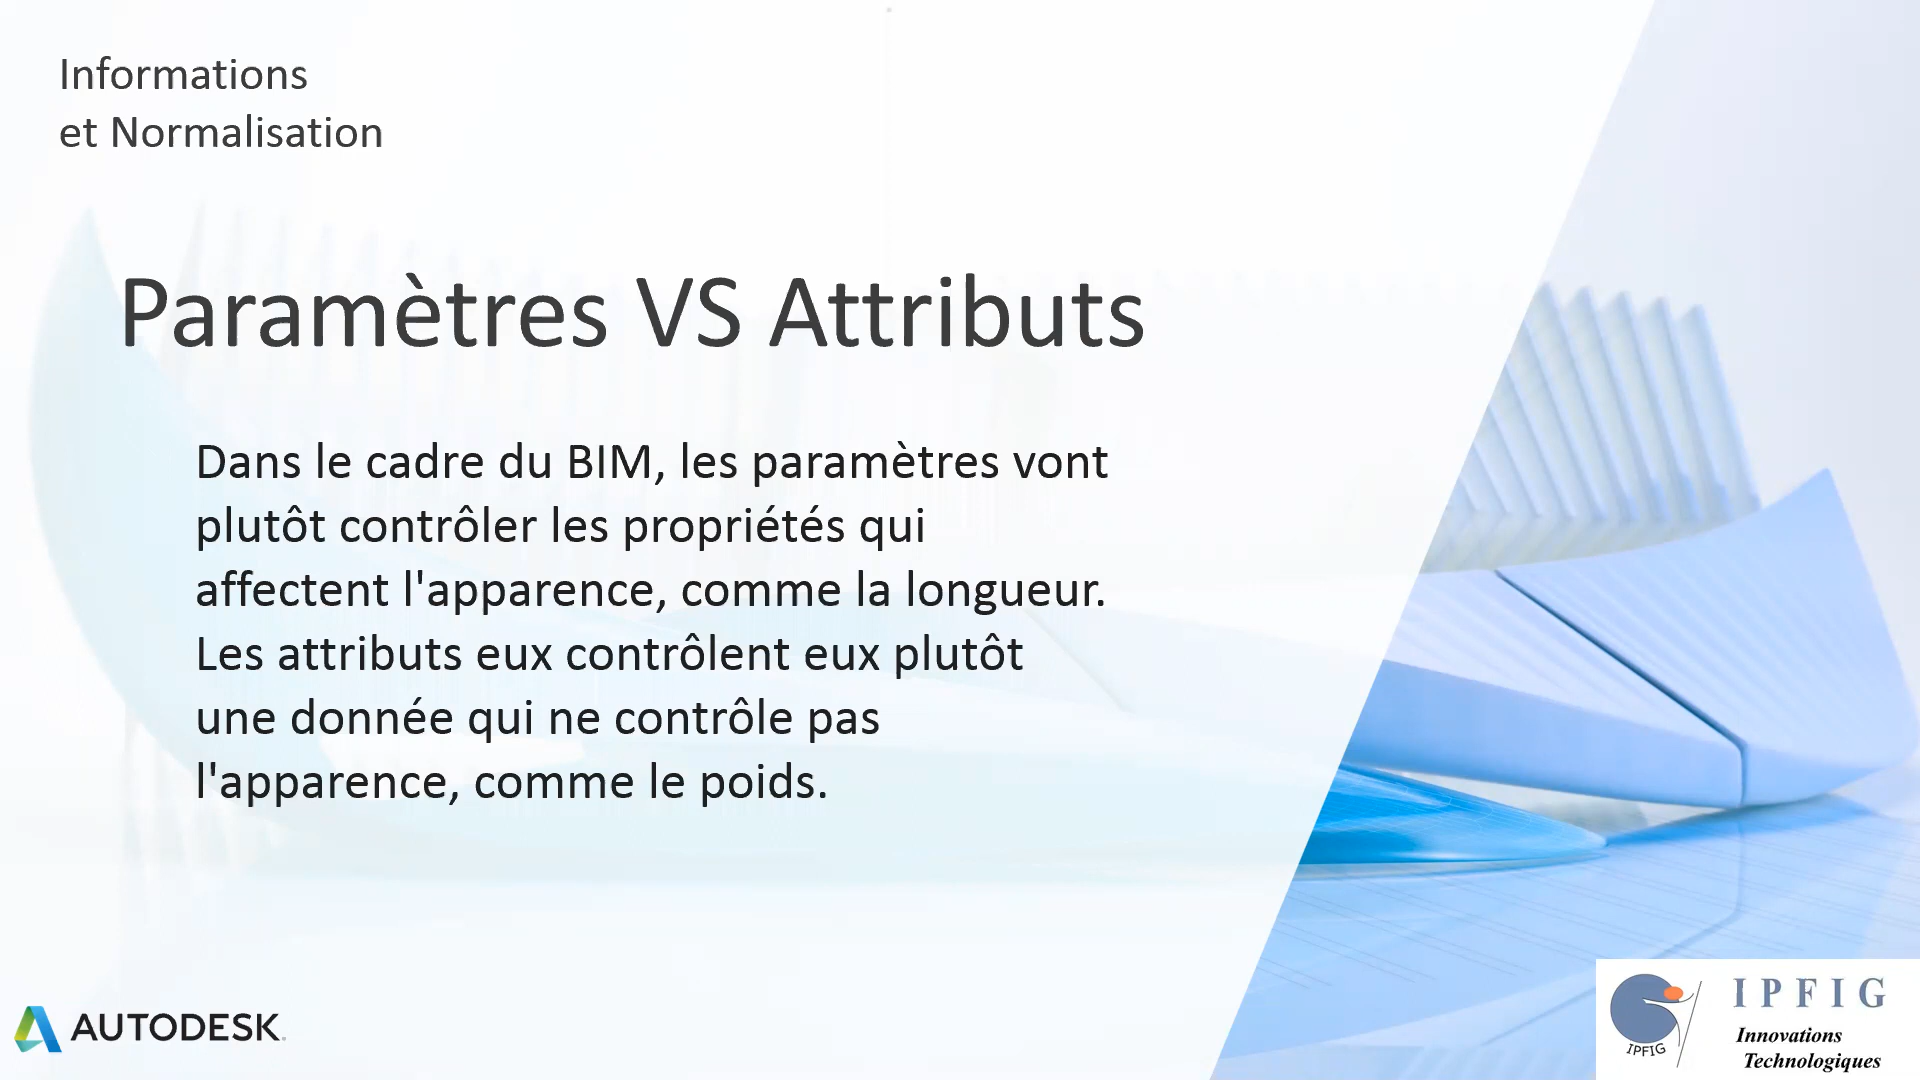 Informations
et Normalisation
Paramètres VS Attributs
Dans le cadre du BIM, les paramètres vont
plutôt contrôler les propriétés qui
affectent l'apparence, comme la longueur.
Les attributs eux contrôlent eux plutôt
une donnée qui ne contrôle pas
l'apparence, comme le poids.
AUTODESK.
IPFIG
IPFIG
Innovations
Technologiques